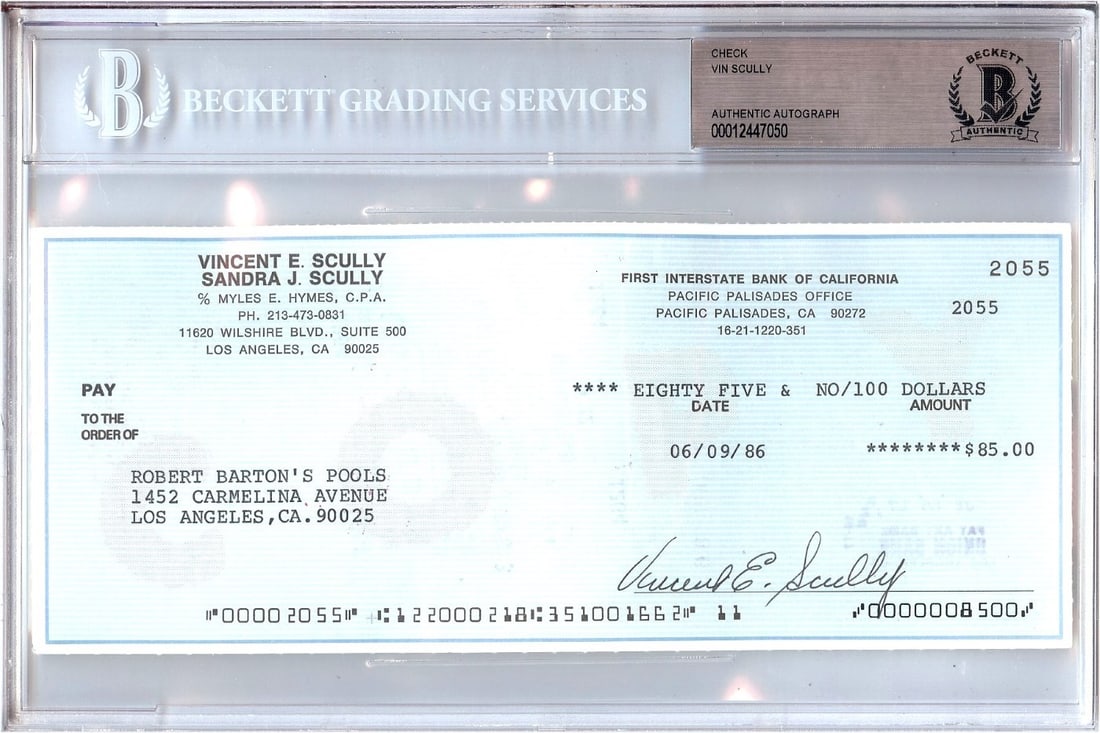 BECKETT GRADING SERVICES
CHECK
VIN SCULLY
AUTHENTIC AUTOGRAPH
00012447050
BECKETT
B
AUTHENTIC
VINCENT E. SCULLY
SANDRA J. SCULLY
% MYLES E. HYMES, C.P.A.
PH. 213-473-0831
11620 WILSHIRE BLVD., SUITE 500
LOS ANGELES, CA 90025
FIRST INTERSTATE BANK OF CALIFORNIA
PACIFIC PALISADES OFFICE
PACIFIC PALISADES, CA 90272
16-21-1220-351
2055
2055
PAY
**** EIGHTY FIVE & NO/100 DOLLARS
TO THE
ORDER OF
DATE
AMOUNT
06/09/86
********$85.00
ROBERT BARTON'S POOLS
1452 CARMELINA AVENUE
LOS ANGELES,CA.90025
Vincent E. Scully
⑈00002055⑈ ⑆122000218⑆351001662⑈ 11 ⑇0000008500⑇